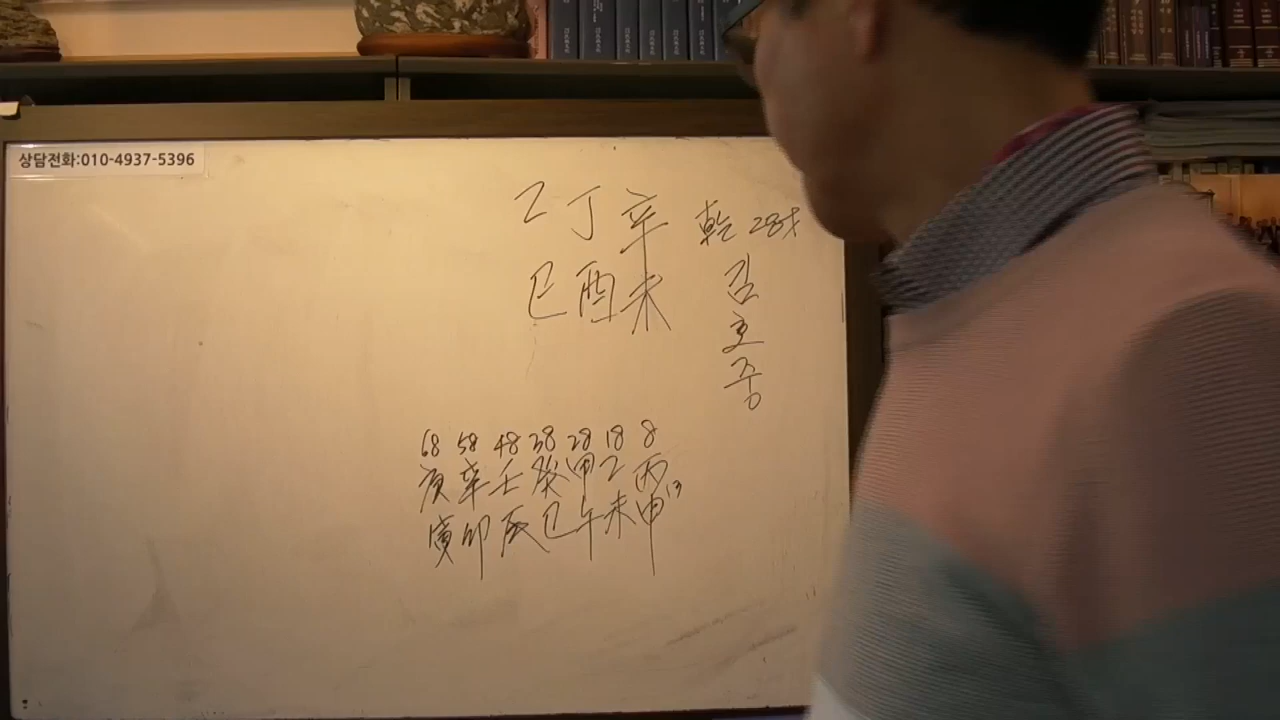 상담전화:010-4937-5396
乙丁辛 乾 28才
巳酉未
김
호
중
68 58 48 38 28 18 8
庚辛壬癸甲乙丙
寅卯辰巳午未申 13